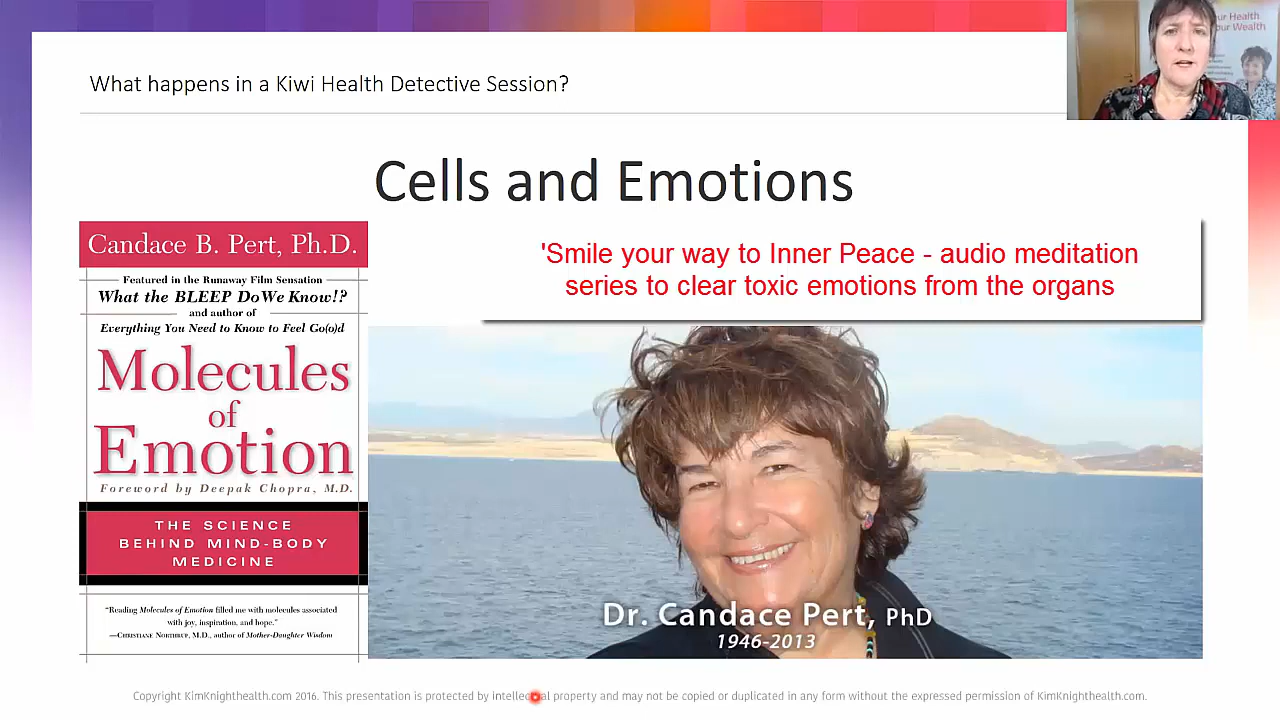 What happens in a Kiwi Health Detective Session?
ur Health
ur Wealth
Cells and Emotions
Candace B. Pert, Ph.D.
Featured in the Runaway Film Sensation
What the BLEEP Do We Know!?
and author of
Everything You Need to Know to Feel Go(o)d
Molecules
of
Emotion
Foreword by Deepak Chopra, M.D.
THE SCIENCE
BEHIND MIND-BODY
MEDICINE
"Reading Molecules of Emotion filled me with molecules associated
with joy, inspiration, and hope."
—CHRISTIANE NORTHRUP, M.D., author of Mother-Daughter Wisdom
'Smile your way to Inner Peace - audio meditation
series to clear toxic emotions from the organs
Dr. Candace Pert, PhD
1946-2013
Copyright KimKnighthealth.com 2016. This presentation is protected by intellectual property and may not be copied or duplicated in any form without the expressed permission of KimKnighthealth.com.